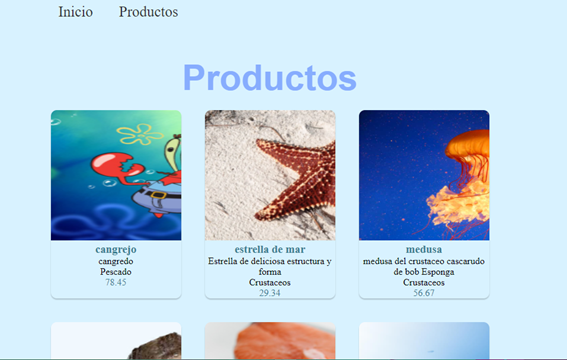 Inicio Productos
Productos
cangrejo
cangredo
Pescado
78.45
estrella de mar
Estrella de deliciosa estructura y
forma
Crustaceos
29.34
medusa
medusa del crustaceo cascarudo
de bob Esponga
Crustaceos
56.67